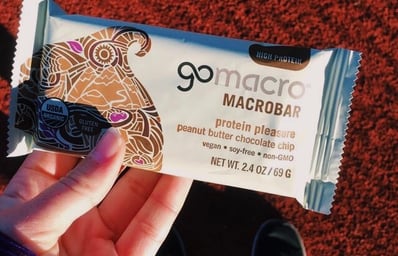 HIGH PROTEIN
gomacro
MACROBAR
protein pleasure
peanut butter chocolate chip
vegan • soy-free • non-GMO
NET WT. 2.4 OZ / 69 G
USDA
ORGANIC
GLUTEN
FREE